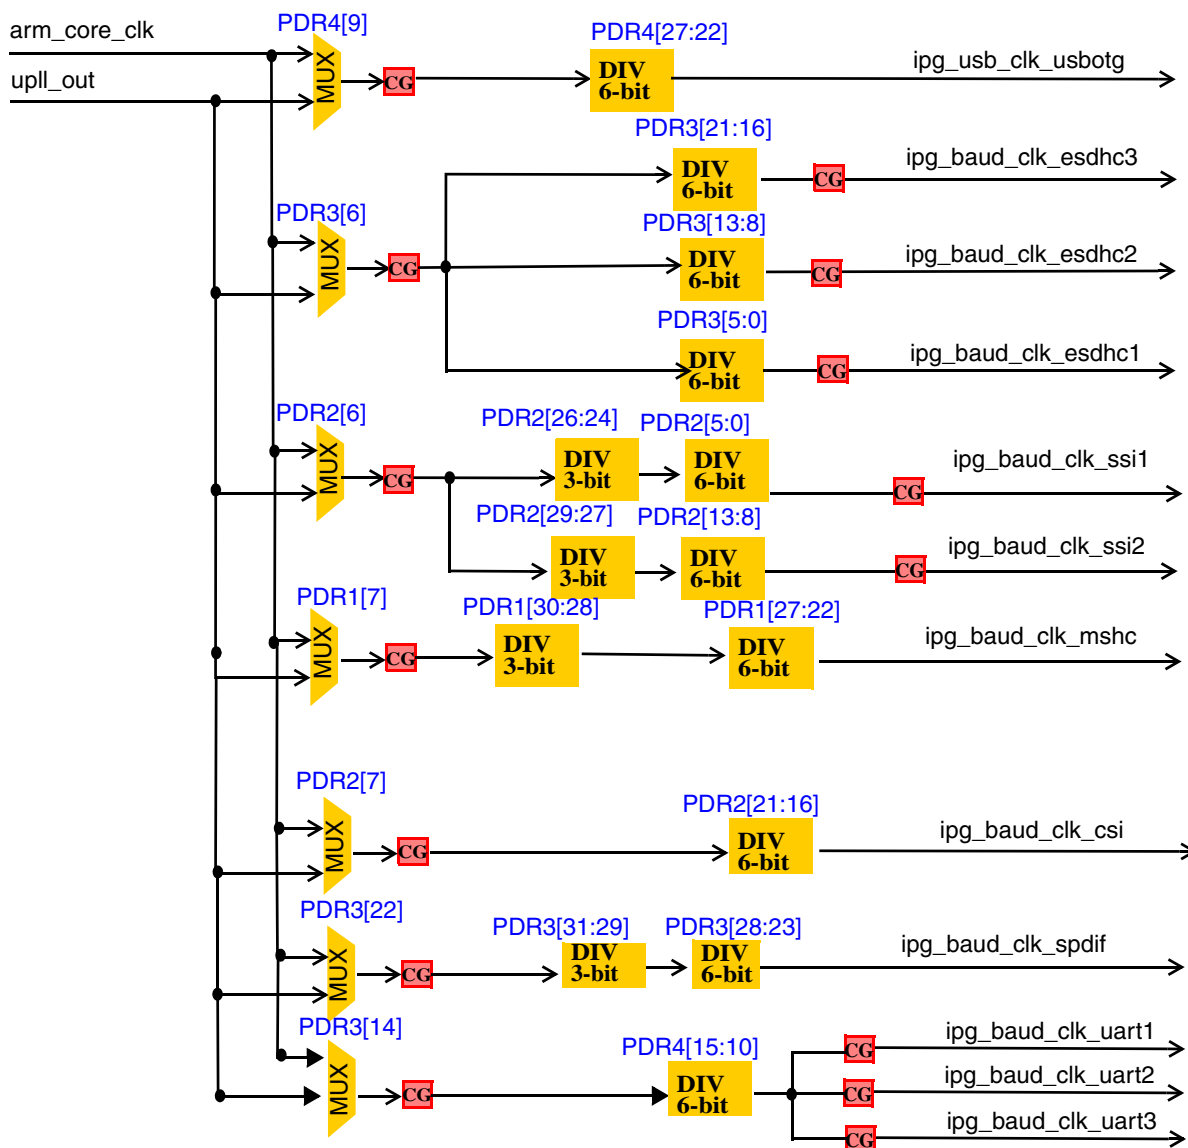 arm_core_clk
upll_out
PDR4[9]
MUX
CG
PDR4[27:22]
DIV
6-bit
ipg_usb_clk_usbotg
PDR3[21:16]
DIV
6-bit
CG
ipg_baud_clk_esdhc3
PDR3[6]
MUX
CG
PDR3[13:8]
DIV
6-bit
CG
ipg_baud_clk_esdhc2
PDR3[5:0]
DIV
6-bit
CG
ipg_baud_clk_esdhc1
PDR2[6]
MUX
CG
PDR2[26:24]
DIV
3-bit
PDR2[5:0]
DIV
6-bit
CG
ipg_baud_clk_ssi1
PDR2[29:27]
DIV
3-bit
PDR2[13:8]
DIV
6-bit
CG
ipg_baud_clk_ssi2
PDR1[7]
MUX
CG
PDR1[30:28]
DIV
3-bit
PDR1[27:22]
DIV
6-bit
ipg_baud_clk_mshc
PDR2[7]
MUX
CG
PDR2[21:16]
DIV
6-bit
ipg_baud_clk_csi
PDR3[22]
MUX
CG
PDR3[31:29]
DIV
3-bit
PDR3[28:23]
DIV
6-bit
ipg_baud_clk_spdif
PDR3[14]
MUX
CG
PDR4[15:10]
DIV
6-bit
CG
ipg_baud_clk_uart1
CG
ipg_baud_clk_uart2
CG
ipg_baud_clk_uart3